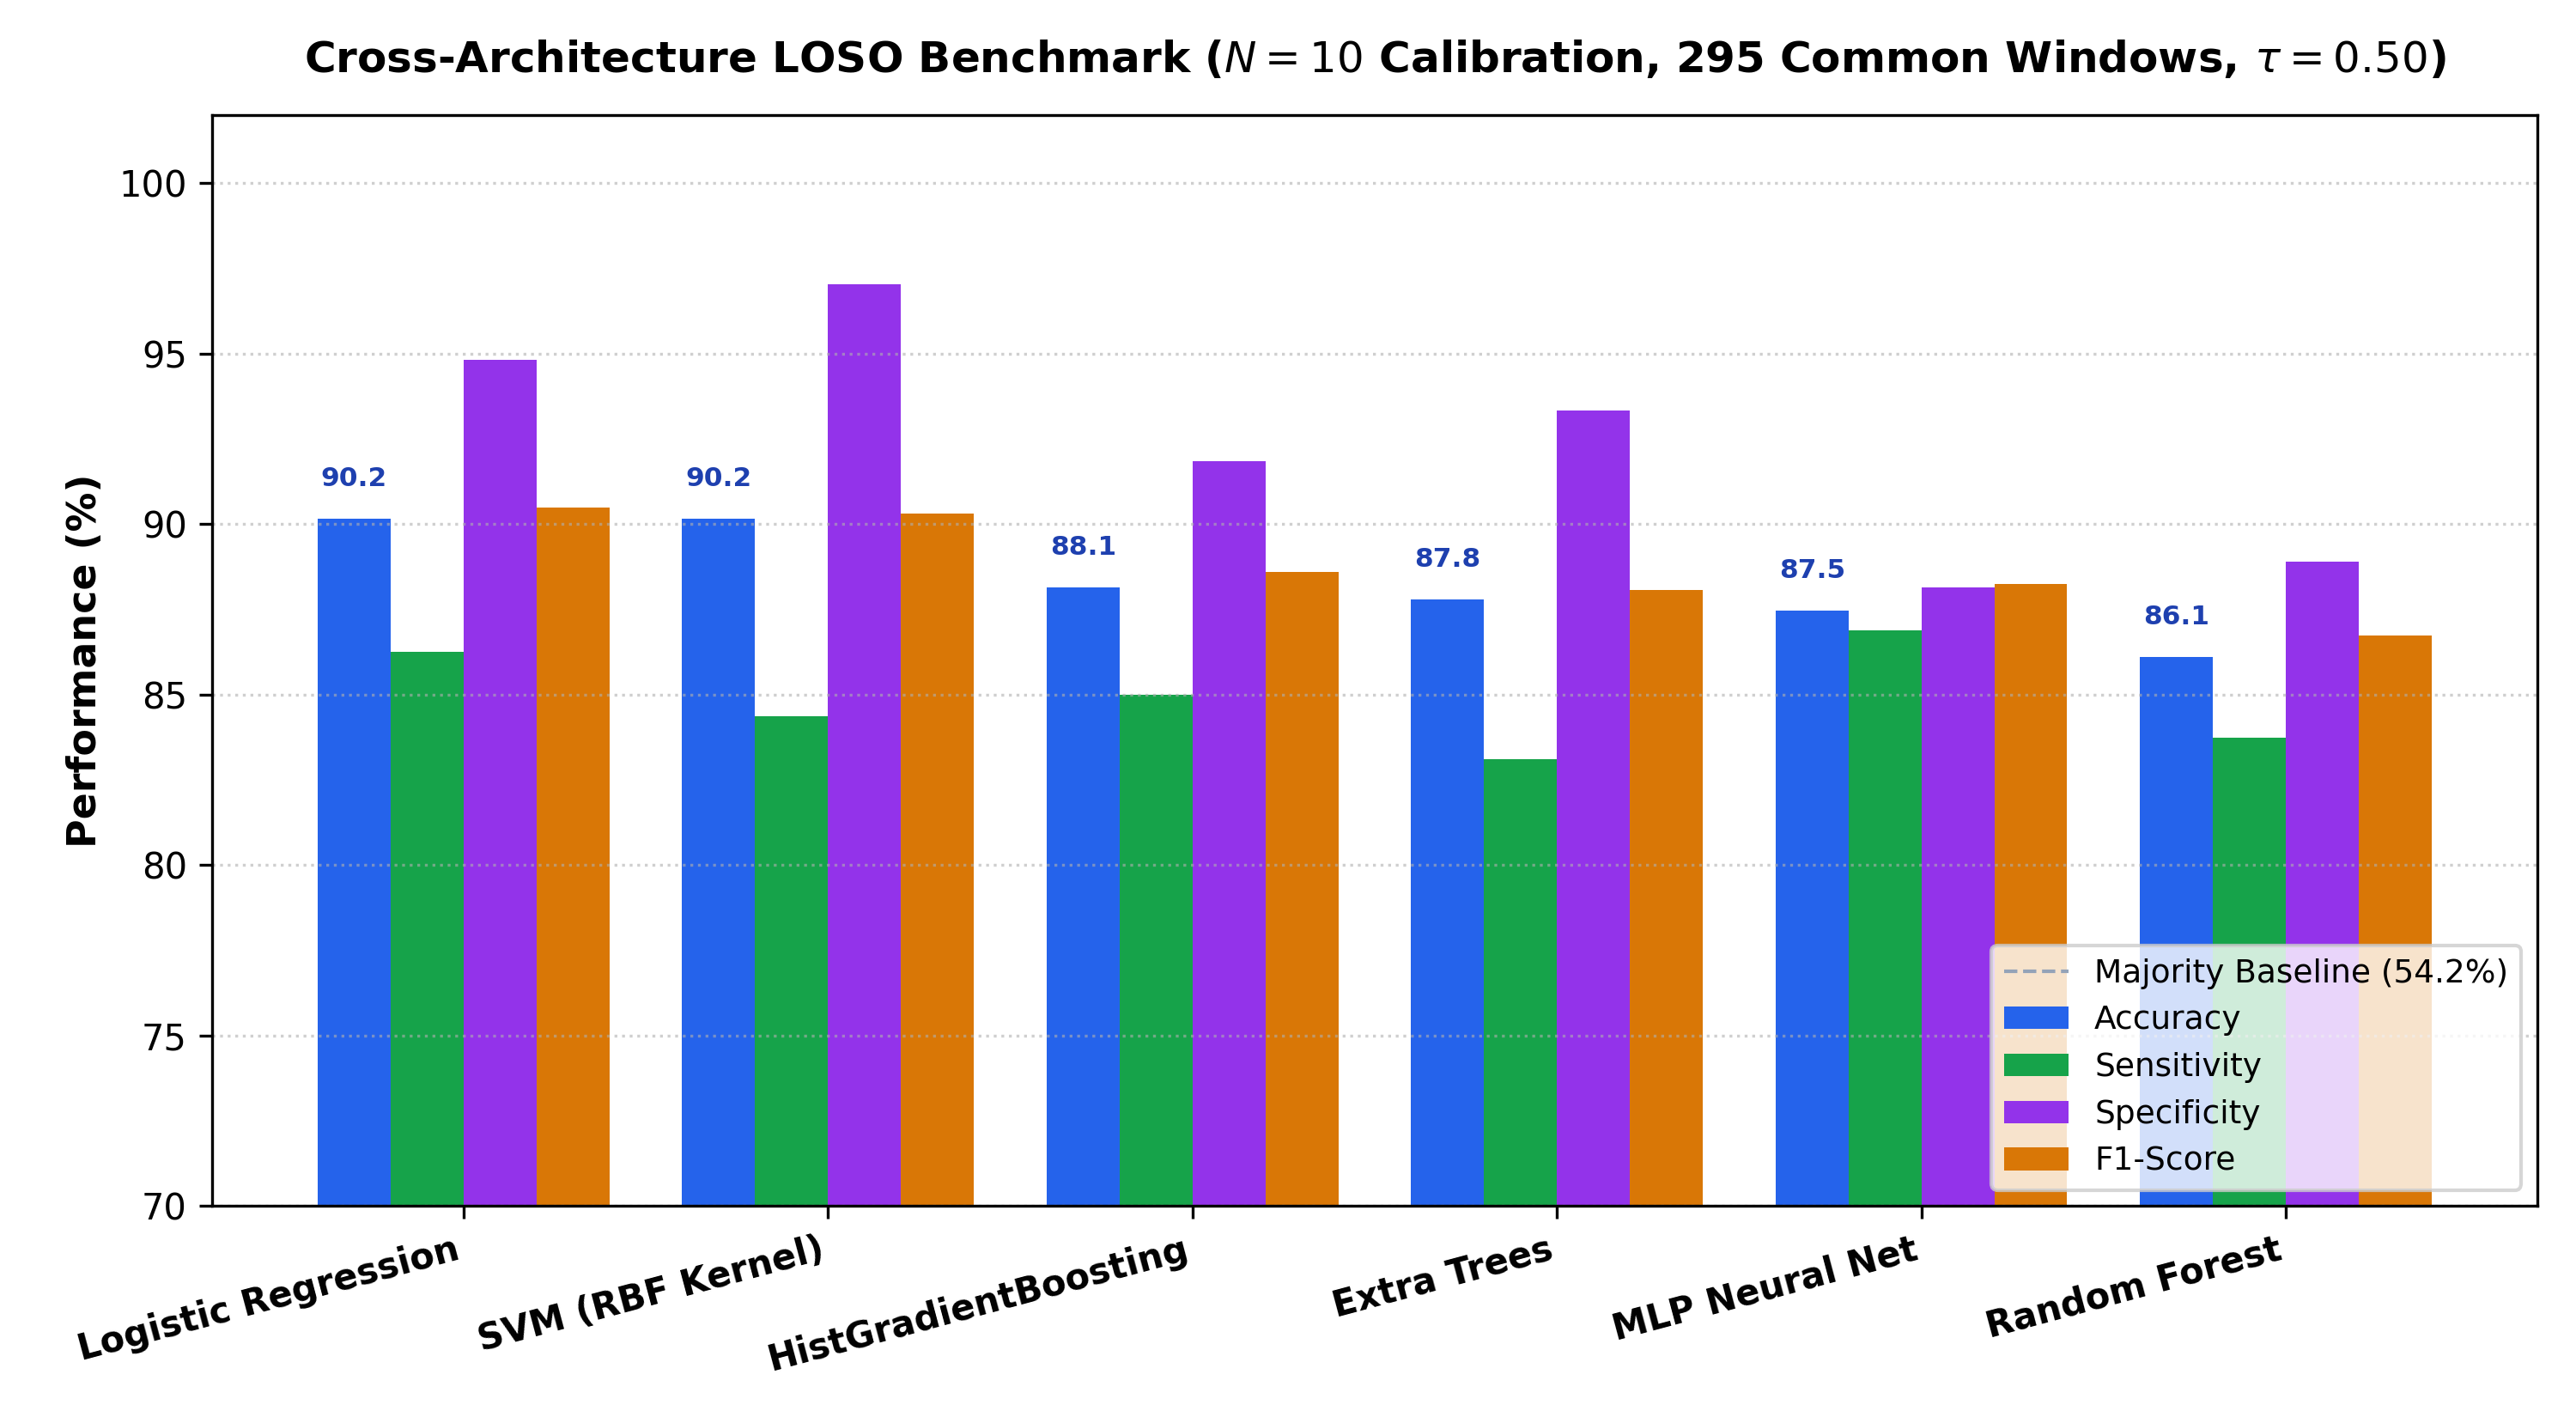 Cross-Architecture LOSO Benchmark (N = 10 Calibration, 295 Common Windows, τ = 0.50)
Performance (%)
100
95
90
85
80
75
70
90.2
90.2
88.1
87.8
87.5
86.1
Majority Baseline (54.2%)
Accuracy
Sensitivity
Specificity
F1-Score
Logistic Regression
SVM (RBF Kernel)
HistGradientBoosting
Extra Trees
MLP Neural Net
Random Forest